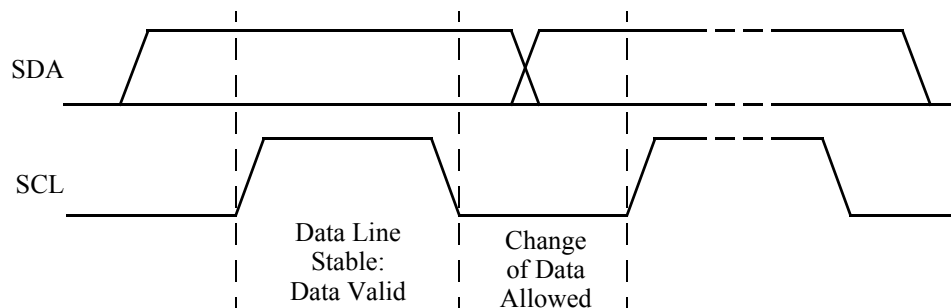 SDA
SCL
Data Line
Stable:
Data Valid
Change
of Data
Allowed